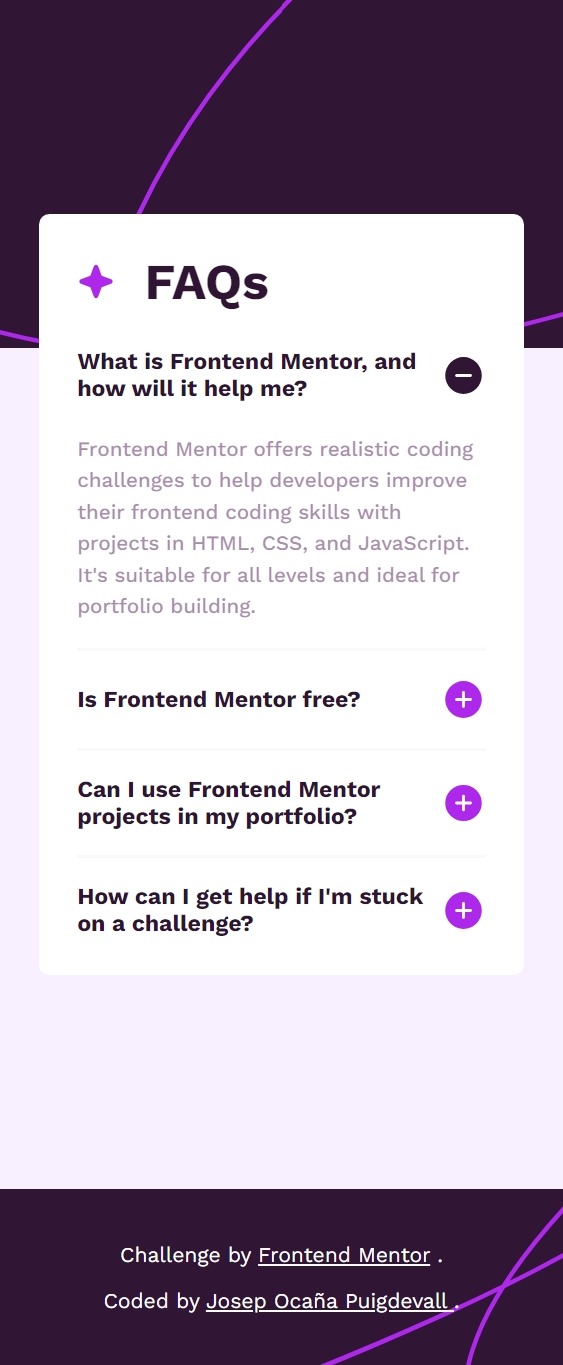 FAQs
What is Frontend Mentor, and
how will it help me?
Frontend Mentor offers realistic coding
challenges to help developers improve
their frontend coding skills with
projects in HTML, CSS, and JavaScript.
It's suitable for all levels and ideal for
portfolio building.
Is Frontend Mentor free?
Can I use Frontend Mentor
projects in my portfolio?
How can I get help if I'm stuck
on a challenge?
Challenge by Frontend Mentor .
Coded by Josep Ocaña Puigdevall .